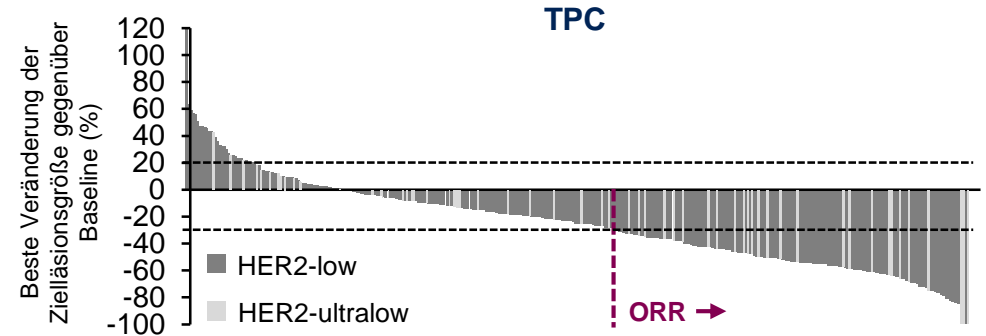 TPC
Beste Veränderung der
Zielläsionsgröße gegenüber
Baseline (%)
120
100
80
60
40
20
0
-20
-40
-60
-80
-100
HER2-low
HER2-ultralow
ORR →